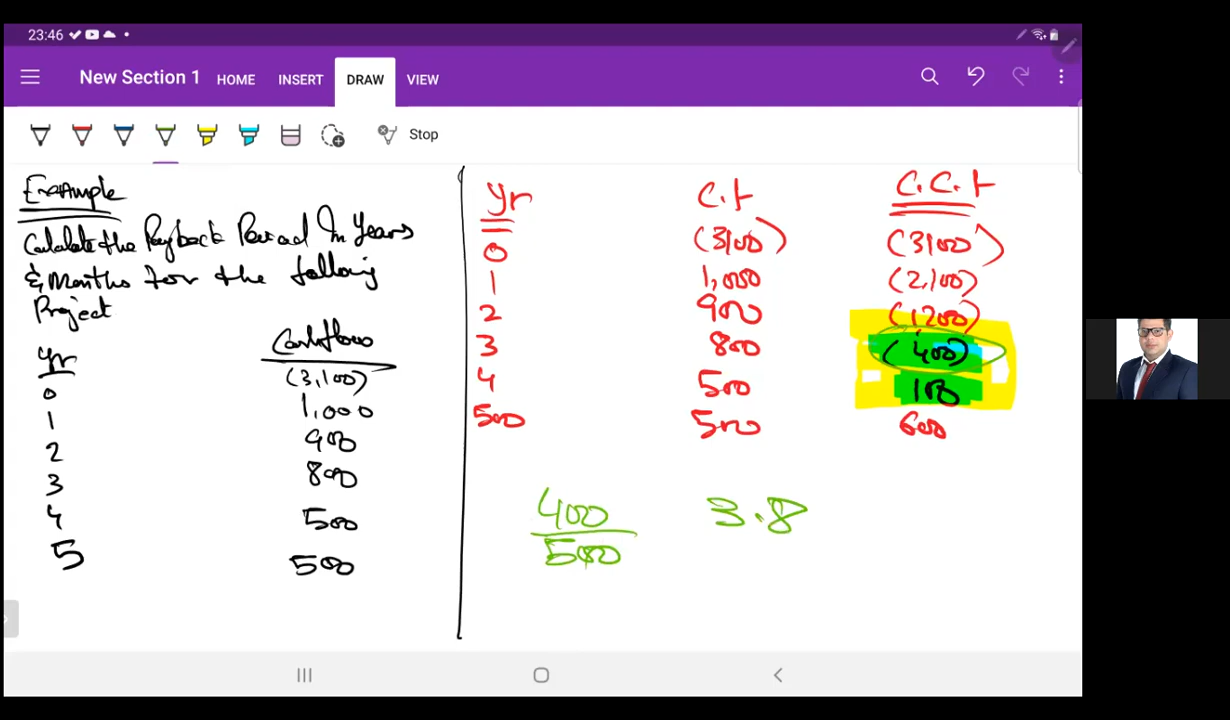 23:46
New Section 1 HOME INSERT DRAW VIEW
Stop
Example
Calculate the Payback Period In Years
& Months For the following
Project
Yr Cashflow
0 (3,100)
1 1,000
2 900
3 800
4 500
5 500
yr C.f C.C.f
0 (3100) (3100)
1 1,000 (2,100)
2 900 (1200)
3 800 (400)
4 500 100
500 500 600
400
500
3.8